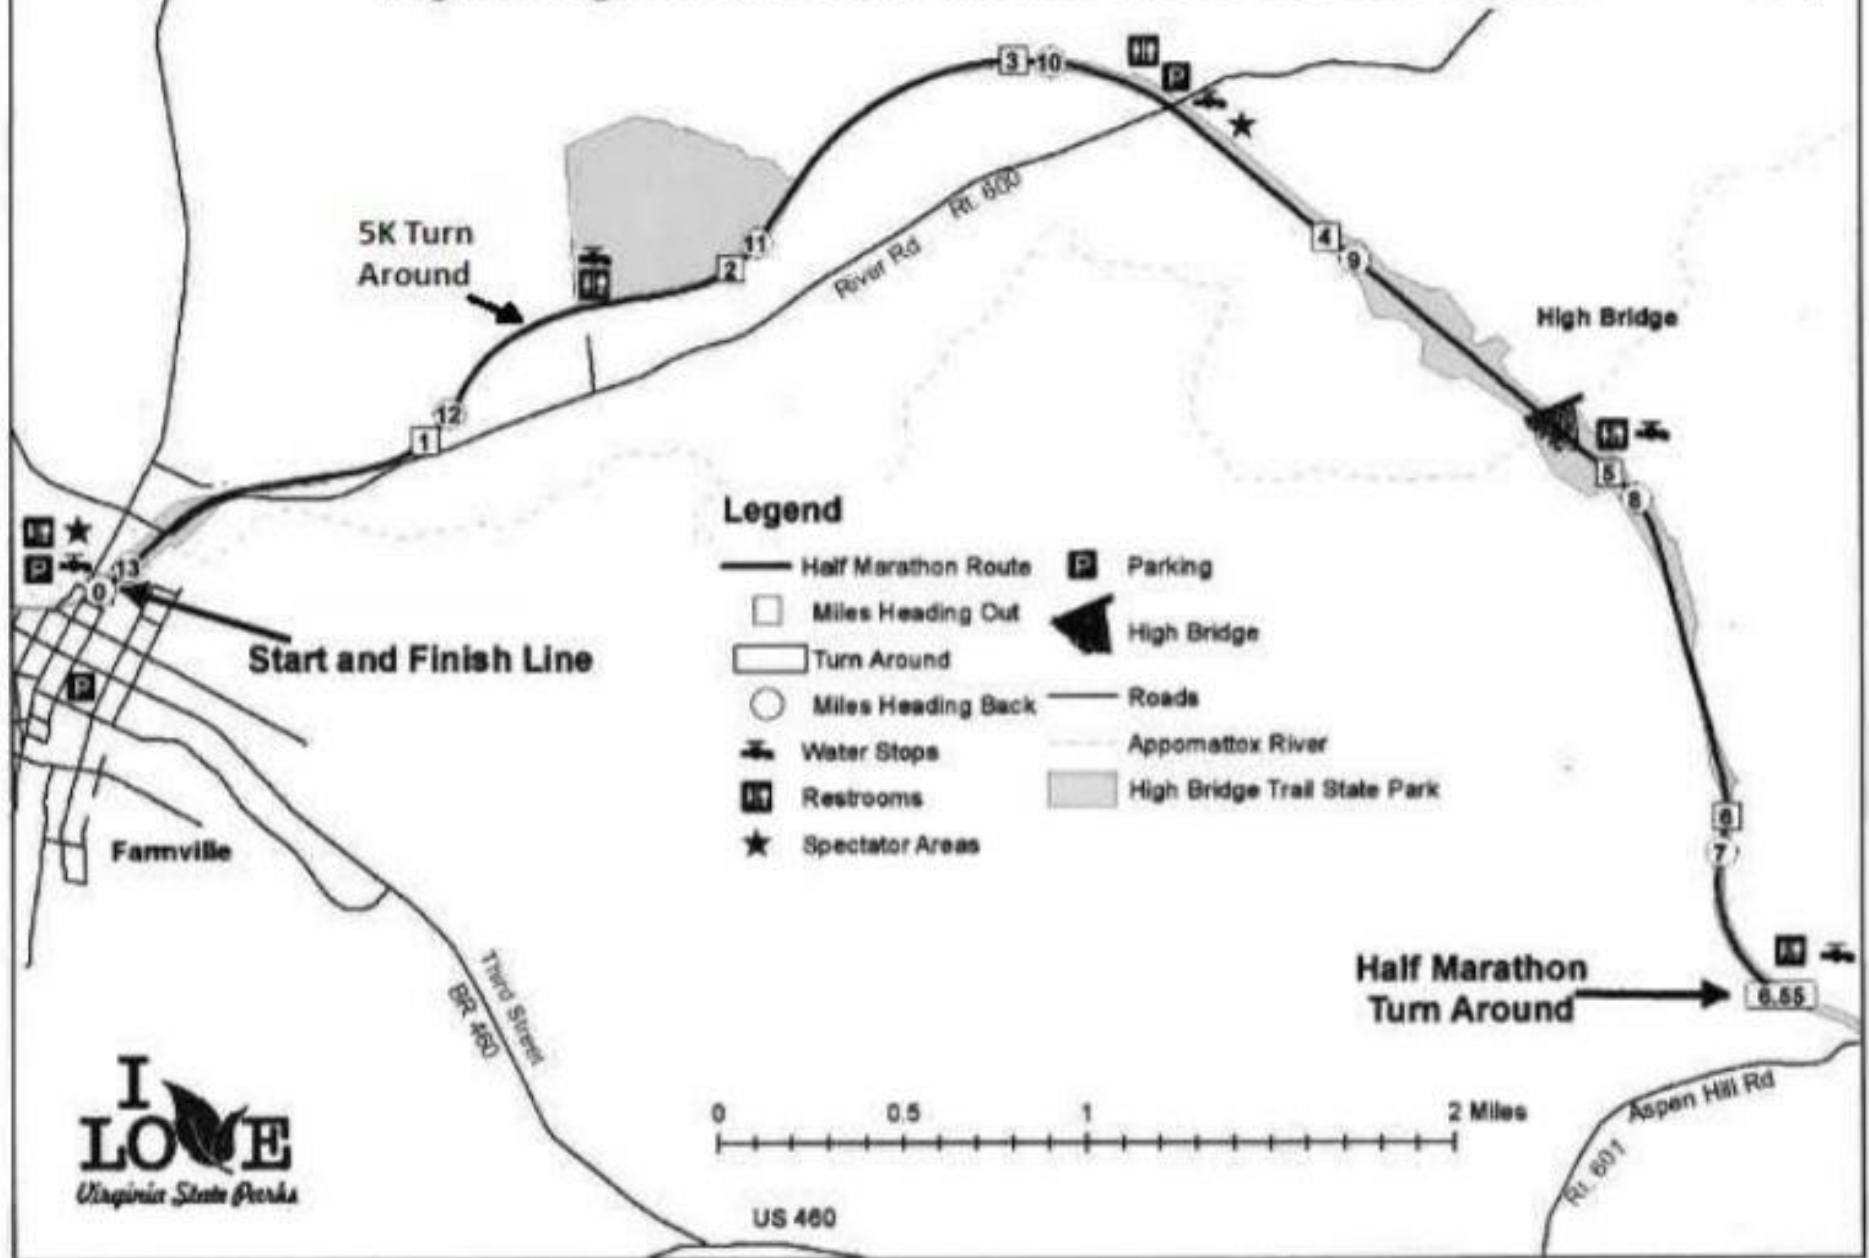 3
10
P
4
9
Rt. 600
River Rd
5K Turn
Around
11
2
High Bridge
12
1
5
8
P
13
0
Start and Finish Line
P
Farmville
Legend
Half Marathon Route
Miles Heading Out
Turn Around
Miles Heading Back
Water Stops
Restrooms
Spectator Areas
P Parking
High Bridge
Roads
Appomattox River
High Bridge Trail State Park
6
7
Half Marathon
Turn Around
6.55
Third Street
BR 460
Aspen Hill Rd
Rt. 601
0 0.5 1 2 Miles
US 460
I
LOVE
Virginia State Parks